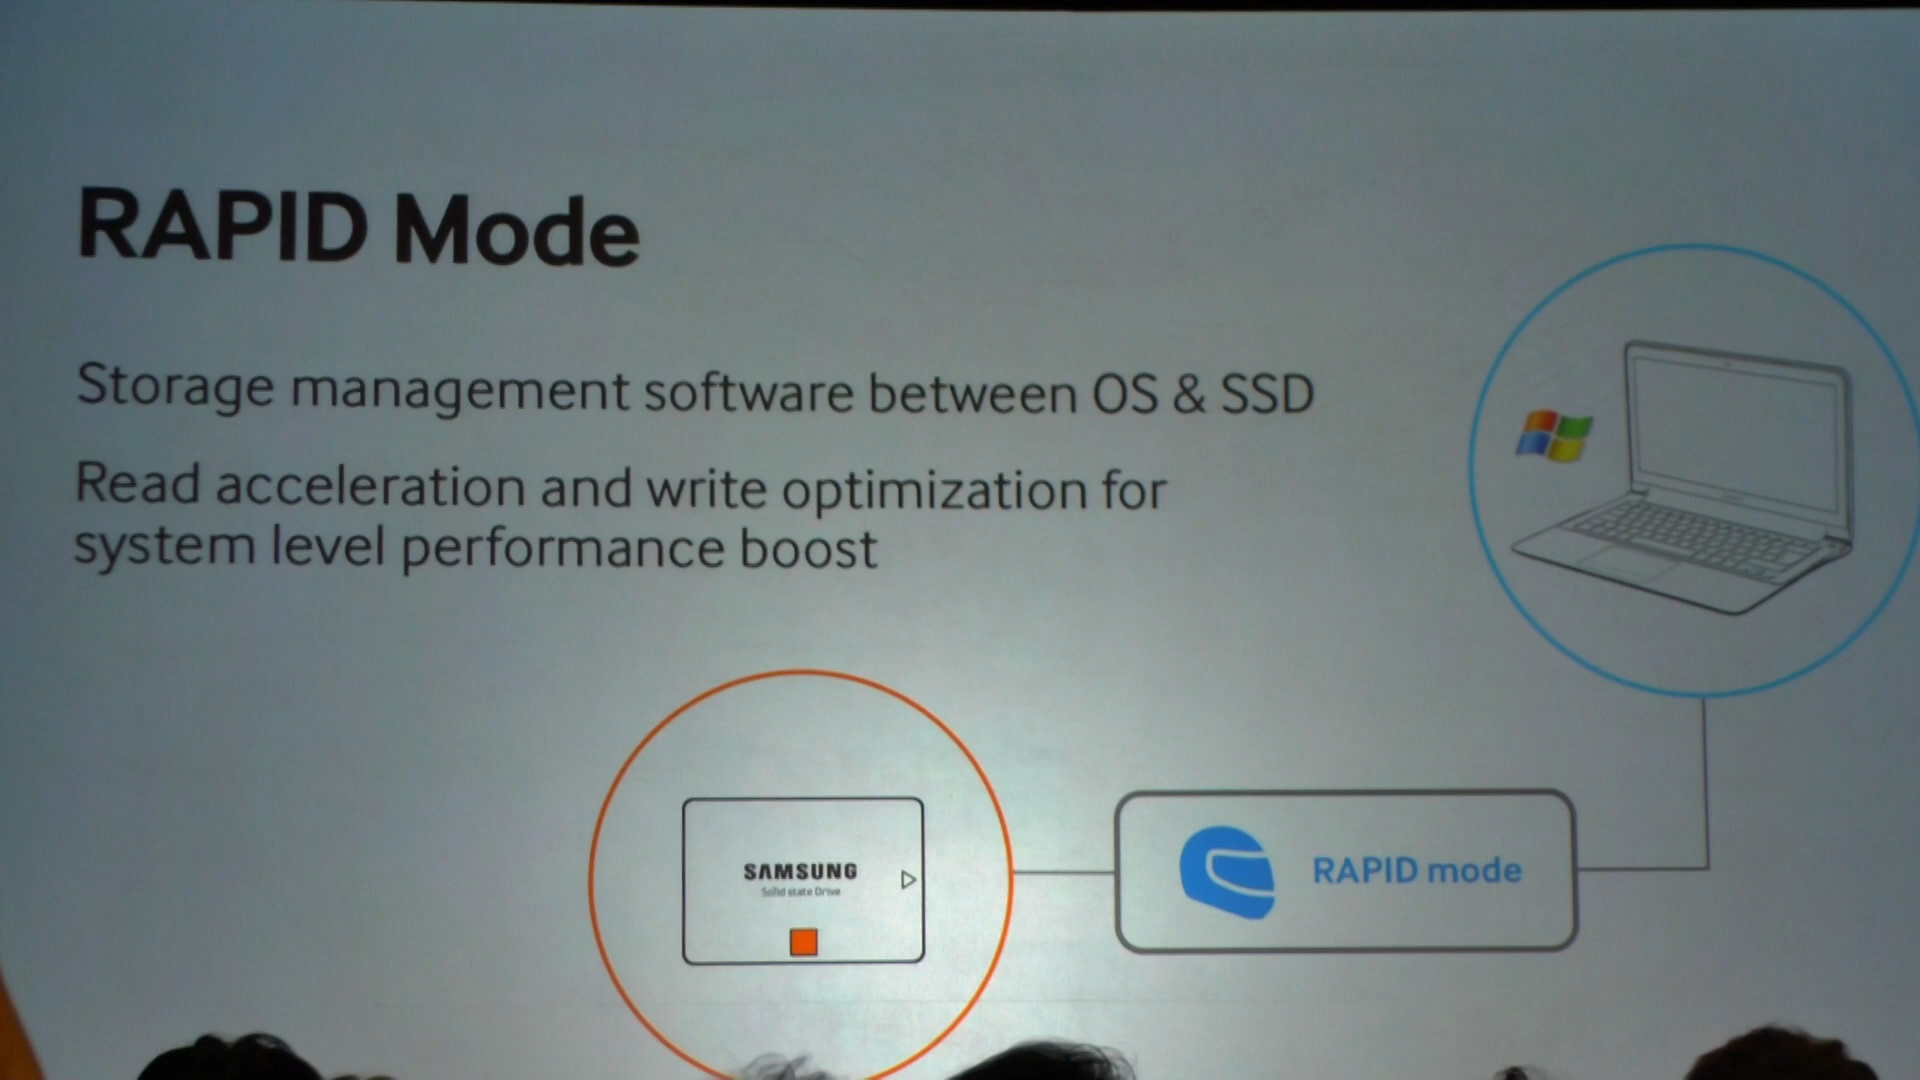 RAPID Mode
Storage management software between OS & SSD
Read acceleration and write optimization for
system level performance boost
SAMSUNG
Solid state Drive
RAPID mode